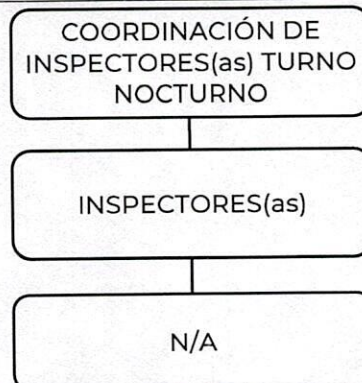 COORDINACIÓN DE
INSPECTORES(as) TURNO
NOCTURNO
INSPECTORES(as)
N/A